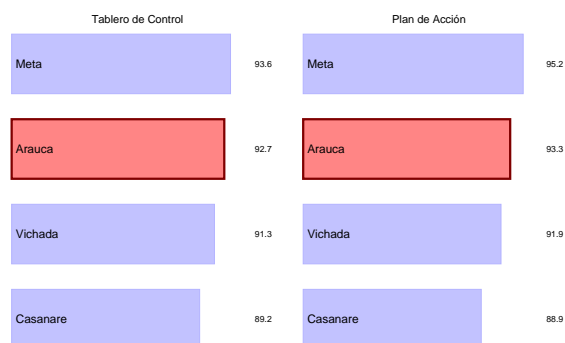 Tablero de Control
Meta 93.6
Arauca 92.7
Vichada 91.3
Casanare 89.2
Plan de Acción
Meta 95.2
Arauca 93.3
Vichada 91.9
Casanare 88.9